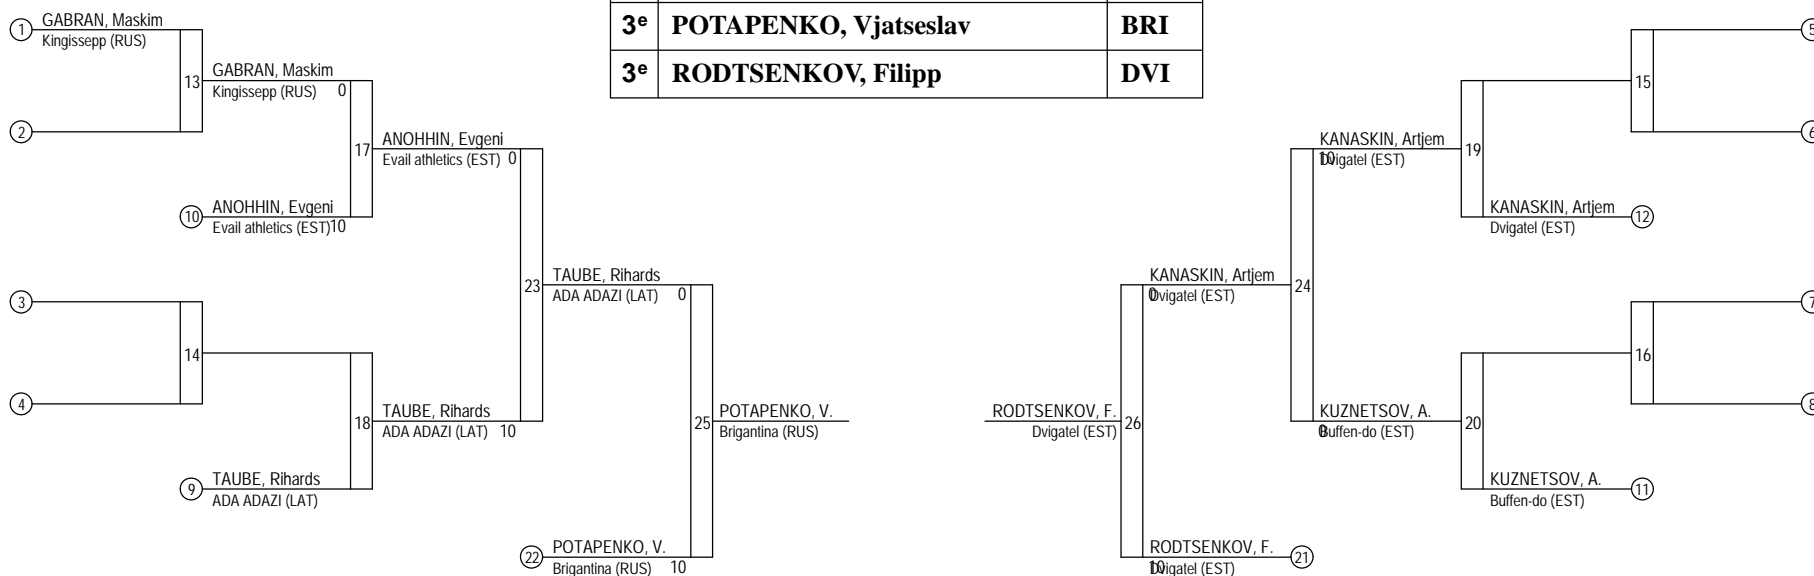 3e POTAPENKO, Vjatseslav BRI
3e RODTSENKOV, Filipp DVI
1 GABRAN, Maskim
Kingissepp (RUS)
2
13 GABRAN, Maskim
Kingissepp (RUS) 0
10 ANOHHIN, Evgeni
Evail athletics (EST) 10
17 ANOHHIN, Evgeni
Evail athletics (EST) 0
3
4
14
9 TAUBE, Rihards
ADA ADAZI (LAT)
18 TAUBE, Rihards
ADA ADAZI (LAT) 10
23 TAUBE, Rihards
ADA ADAZI (LAT) 0
22 POTAPENKO, V.
Brigantina (RUS) 10
25 POTAPENKO, V.
Brigantina (RUS)
5
6
15
KANASKIN, Artjem 12
Dvigatel (EST)
KANASKIN, Artjem 19
10 Dvigatel (EST)
7
8
16
KUZNETSOV, A. 11
Buffen-do (EST)
KUZNETSOV, A. 20
0 Buffen-do (EST)
KANASKIN, Artjem 24
0 Dvigatel (EST)
RODTSENKOV, F. 21
10 Dvigatel (EST)
RODTSENKOV, F. 26
Dvigatel (EST)